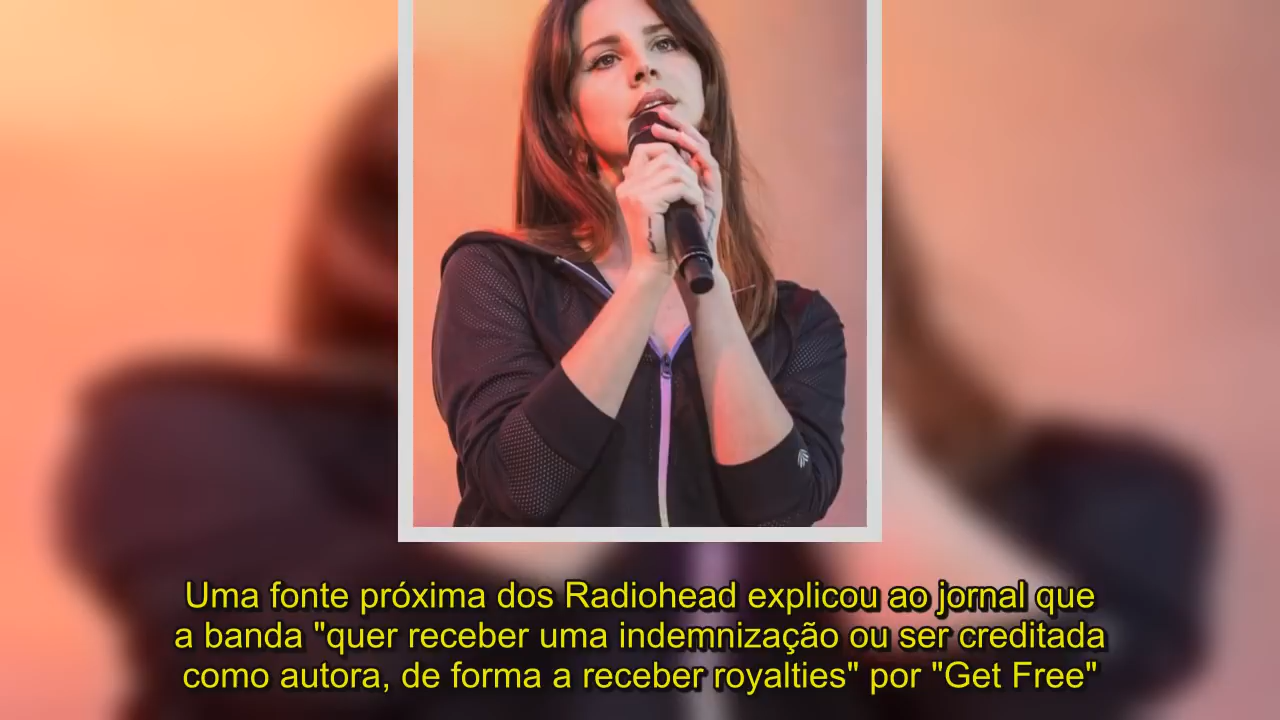 Uma fonte próxima dos Radiohead explicou ao jornal que
a banda "quer receber uma indemnização ou ser creditada
como autora, de forma a receber royalties" por "Get Free"